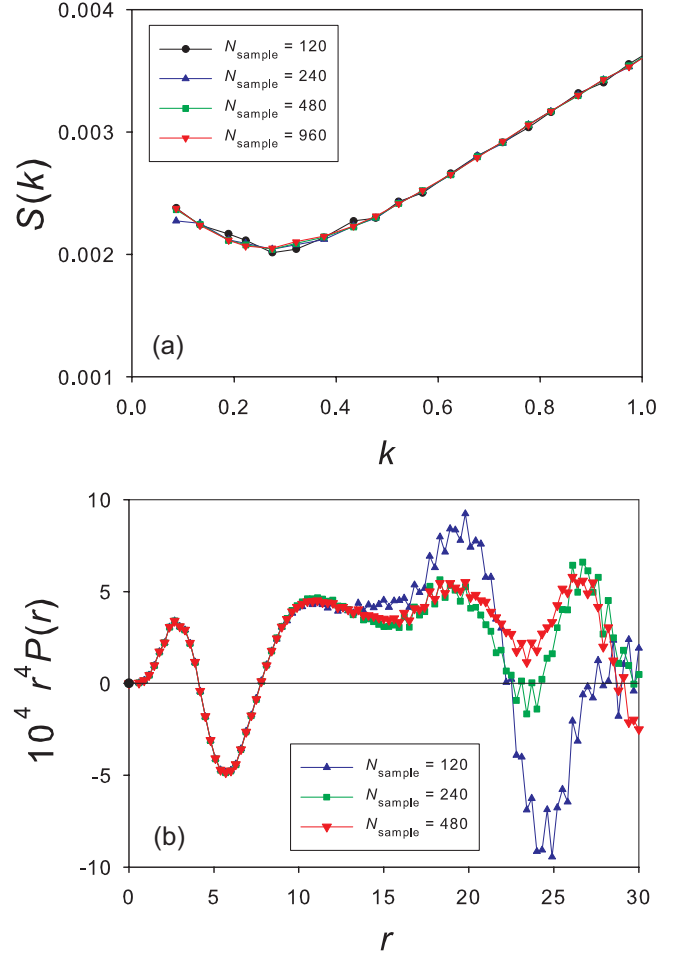 0.004
N_sample = 120
N_sample = 240
N_sample = 480
N_sample = 960
0.003
S(k)
0.002
(a)
0.001
0.0 0.2 0.4 0.6 0.8 1.0
k
10
5
10^4 r^4 P(r)
0
-5
N_sample = 120
N_sample = 240
N_sample = 480
(b)
-10
0 5 10 15 20 25 30
r